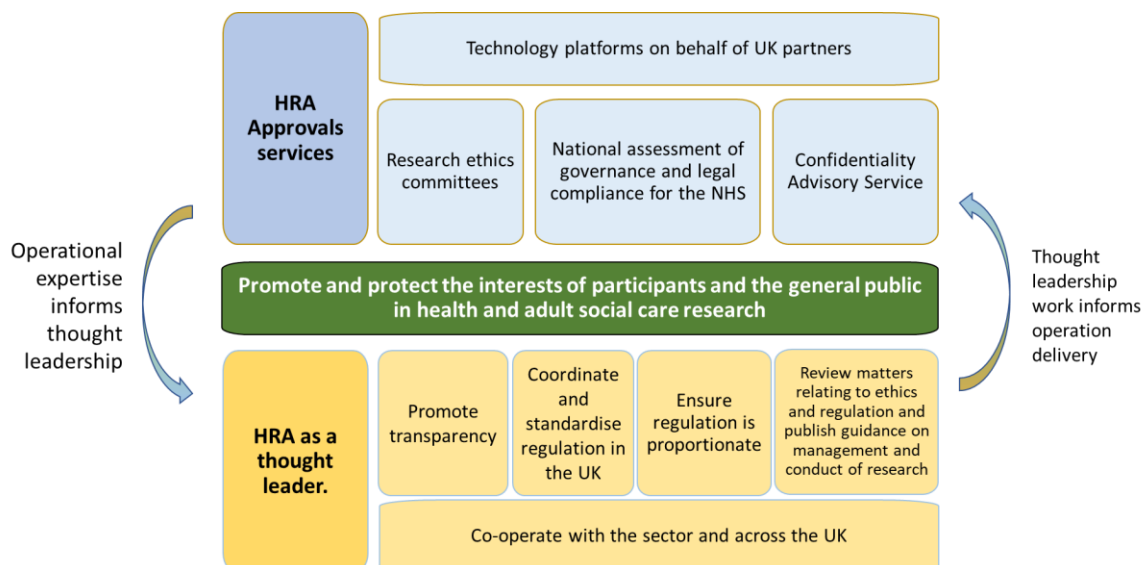 Technology platforms on behalf of UK partners
HRA
Approvals
services
Research ethics
committees
National assessment of
governance and legal
compliance for the NHS
Confidentiality
Advisory Service
Operational
expertise
informs
thought
leadership
Promote and protect the interests of participants and the general public
in health and adult social care research
Thought
leadership
work informs
operation
delivery
HRA as a
thought
leader.
Promote
transparency
Coordinate
and
standardise
regulation in
the UK
Ensure
regulation is
proportionate
Review matters
relating to ethics
and regulation and
publish guidance on
management and
conduct of research
Co-operate with the sector and across the UK